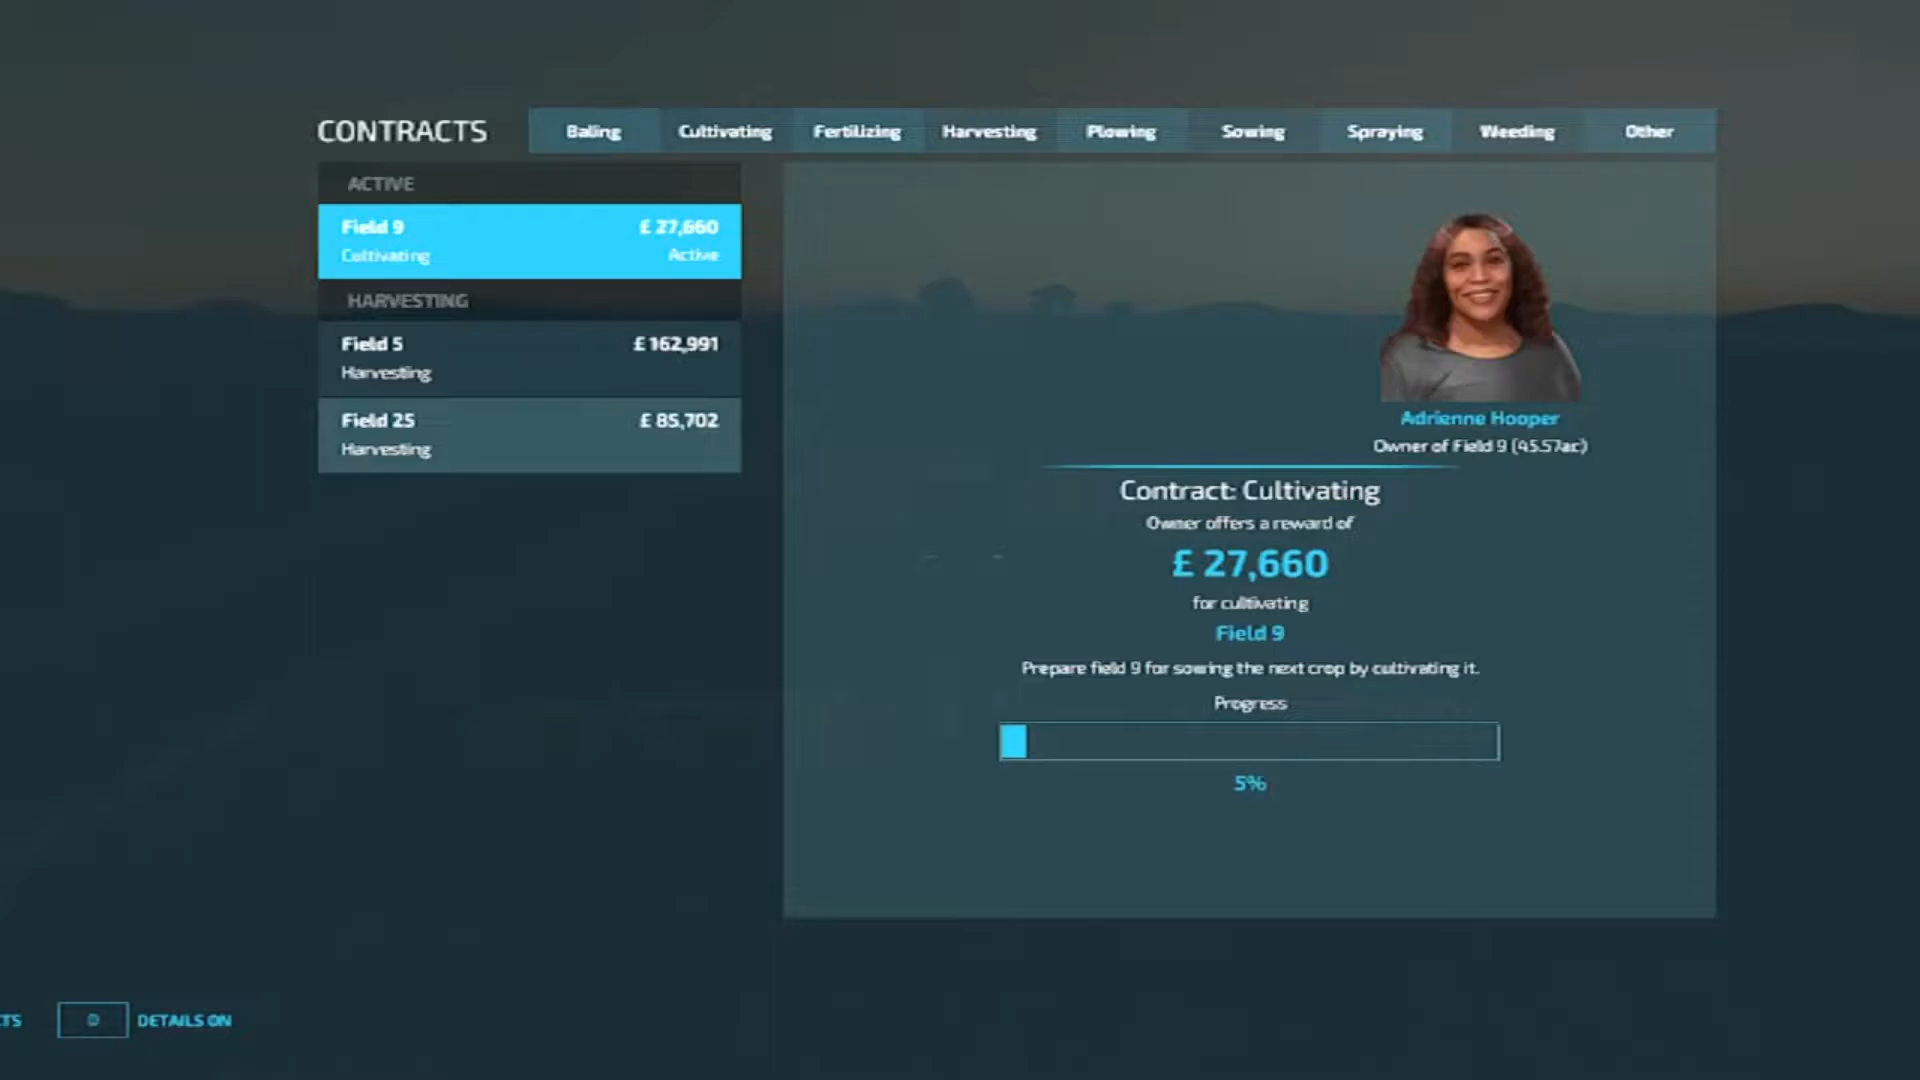 CONTRACTS
Baling
Cultivating
Fertilizing
Harvesting
Plowing
Sowing
Spraying
Weeding
Other
ACTIVE
Field 9 £ 27,660
Cultivating Active
HARVESTING
Field 5 £ 162,991
Harvesting
Field 25 £ 85,702
Harvesting
Adrienne Hooper
Owner of Field 9 (45.57ac)
Contract: Cultivating
Owner offers a reward of
£ 27,660
for cultivating
Field 9
Prepare field 9 for sowing the next crop by cultivating it.
Progress
5%
TS
DETAILS ON